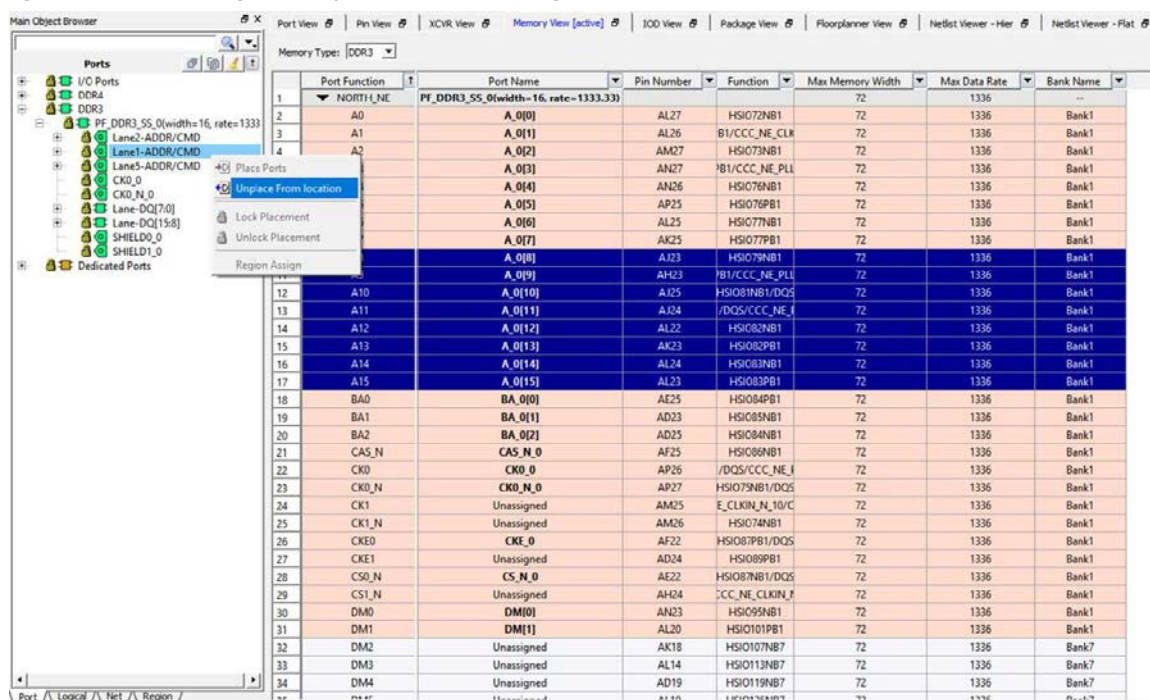 Main Object Browser
Port View Pin View XCVR View Memory View [active] IOD View Package View Floorplanner View Netlist Viewer - Hier Netlist Viewer - Flat
Memory Type: DDR3
Ports
I/O Ports
DDR4
DDR3
PF_DDR3_SS_0(width=16, rate=1333
Lane2-ADDR/CMD
Lane1-ADDR/CMD
Lane5-ADDR/CMD
CK0_0
CK0_N_0
Lane-DQ[7:0]
Lane-DQ[15:8]
SHIELD0_0
SHIELD1_0
Dedicated Ports
Place Ports
Unplace From location
Lock Placement
Unlock Placement
Region Assign
Port Function Port Name Pin Number Function Max Memory Width Max Data Rate Bank Name
1 NORTH_NE PF_DDR3_SS_0(width=16, rate=1333.33) 72 1336 --
2 A0 A_0[0] AL27 HSIO72NB1 72 1336 Bank1
3 A1 A_0[1] AL26 B1/CCC_NE_CLK 72 1336 Bank1
4 A2 A_0[2] AM27 HSIO73NB1 72 1336 Bank1
A_0[3] AN27 PB1/CCC_NE_PLL 72 1336 Bank1
A_0[4] AN26 HSIO76NB1 72 1336 Bank1
A_0[5] AP25 HSIO76PB1 72 1336 Bank1
A_0[6] AL25 HSIO77NB1 72 1336 Bank1
A_0[7] AK25 HSIO77PB1 72 1336 Bank1
A_0[8] AJ23 HSIO79NB1 72 1336 Bank1
A_0[9] AH23 PB1/CCC_NE_PLL 72 1336 Bank1
12 A10 A_0[10] AJ25 HSIO81NB1/DQS 72 1336 Bank1
13 A11 A_0[11] AJ24 /DQS/CCC_NE_ 72 1336 Bank1
14 A12 A_0[12] AL22 HSIO82NB1 72 1336 Bank1
15 A13 A_0[13] AK23 HSIO82PB1 72 1336 Bank1
16 A14 A_0[14] AL24 HSIO83NB1 72 1336 Bank1
17 A15 A_0[15] AL23 HSIO83PB1 72 1336 Bank1
18 BA0 BA_0[0] AE25 HSIO84PB1 72 1336 Bank1
19 BA1 BA_0[1] AD23 HSIO85NB1 72 1336 Bank1
20 BA2 BA_0[2] AD25 HSIO84NB1 72 1336 Bank1
21 CAS_N CAS_N_0 AF25 HSIO86NB1 72 1336 Bank1
22 CK0 CK0_0 AP26 /DQS/CCC_NE_ 72 1336 Bank1
23 CK0_N CK0_N_0 AP27 HSIO75NB1/DQS 72 1336 Bank1
24 CK1 Unassigned AM25 E_CLKIN_N_10/C 72 1336 Bank1
25 CK1_N Unassigned AM26 HSIO74NB1 72 1336 Bank1
26 CKE0 CKE_0 AF22 HSIO87PB1/DQS 72 1336 Bank1
27 CKE1 Unassigned AD24 HSIO89PB1 72 1336 Bank1
28 CS0_N CS_N_0 AE22 HSIO87NB1/DQS 72 1336 Bank1
29 CS1_N Unassigned AH24 CCC_NE_CLKIN_ 72 1336 Bank1
30 DM0 DM[0] AN23 HSIO95NB1 72 1336 Bank1
31 DM1 DM[1] AL20 HSIO101PB1 72 1336 Bank1
32 DM2 Unassigned AK18 HSIO107NB7 72 1336 Bank7
33 DM3 Unassigned AL14 HSIO113NB7 72 1336 Bank7
34 DM4 Unassigned AD19 HSIO119NB7 72 1336 Bank7
Port Logical Net Region